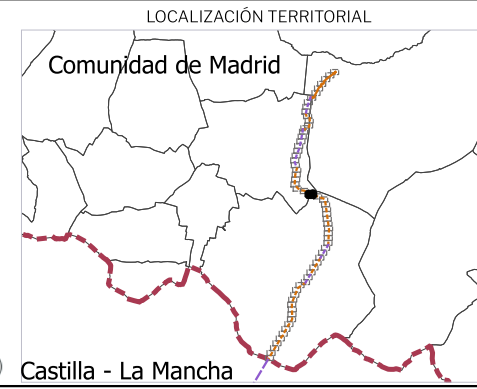 LOCALIZACIÓN TERRITORIAL
Comunidad de Madrid
Castilla - La Mancha